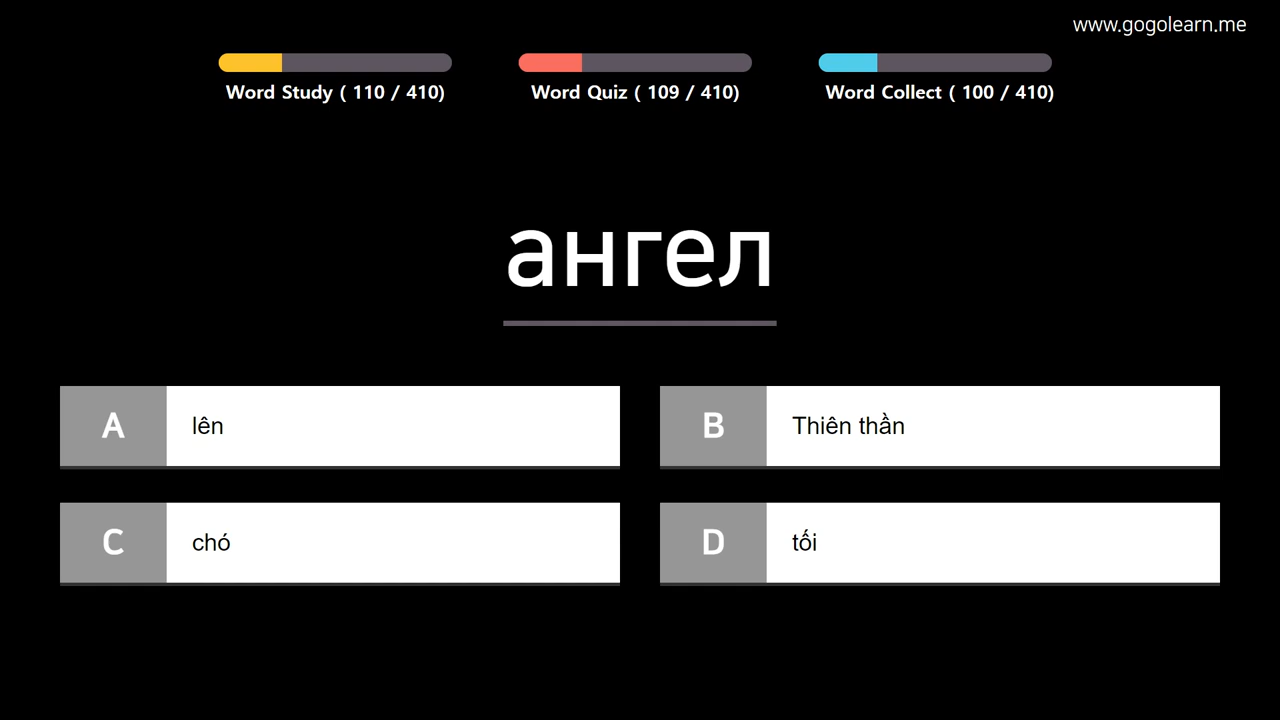 www.gogolearn.me
Word Study ( 110 / 410)
Word Quiz ( 109 / 410)
Word Collect ( 100 / 410)
ангел
A lên
B Thiên thần
C chó
D tối